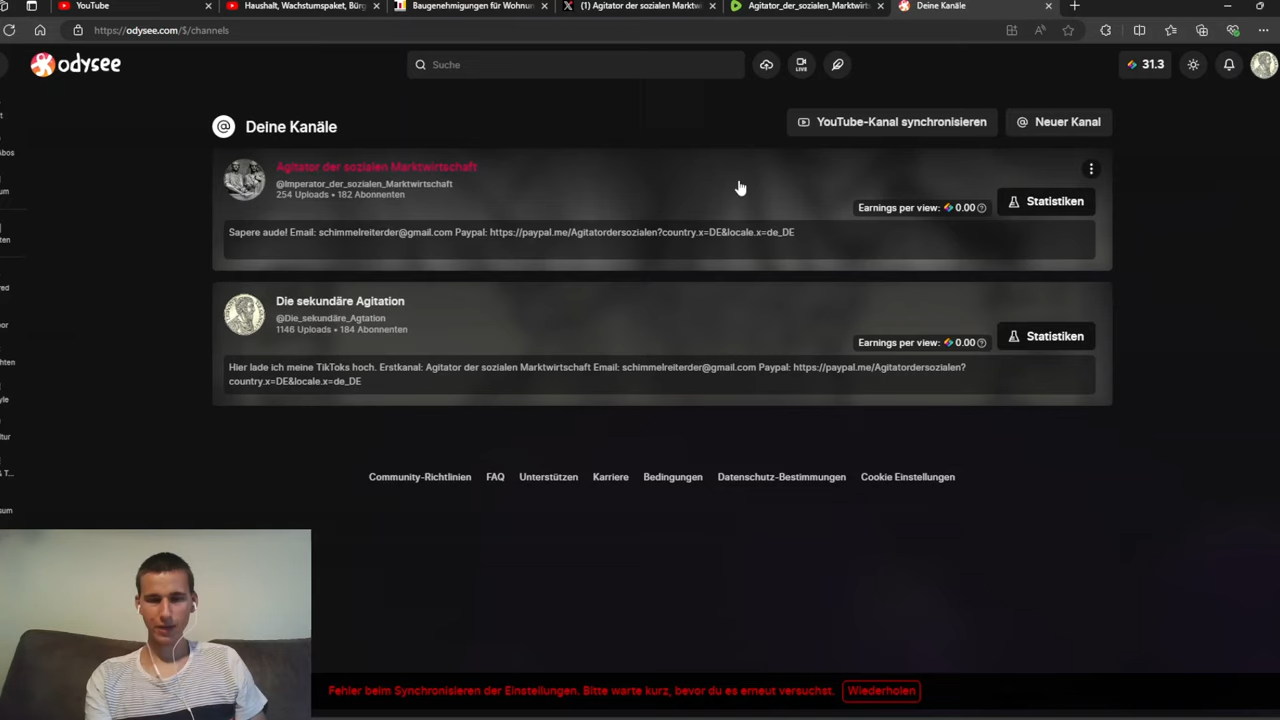 YouTube
Haushalt, Wachstumspaket, Bürg
Baugenehmigungen für Wohnun
(1) Agitator der sozialen Marktw
Agitator_der_sozialen_Marktwirts
Deine Kanäle
https://odysee.com/$/channels
odysee
Suche
LIVE
31.3
Deine Kanäle
YouTube-Kanal synchronisieren
Neuer Kanal
Agitator der sozialen Marktwirtschaft
@Imperator_der_sozialen_Marktwirtschaft
254 Uploads • 182 Abonnenten
Earnings per view: 0.00
Statistiken
Sapere aude! Email: schimmelreiterder@gmail.com Paypal: https://paypal.me/Agitatordersozialen?country.x=DE&locale.x=de_DE
Die sekundäre Agitation
@Die_sekundäre_Agtation
1146 Uploads • 184 Abonnenten
Earnings per view: 0.00
Statistiken
Hier lade ich meine TikToks hoch. Erstkanal: Agitator der sozialen Marktwirtschaft Email: schimmelreiterder@gmail.com Paypal: https://paypal.me/Agitatordersozialen?
country.x=DE&locale.x=de_DE
Community-Richtlinien FAQ Unterstützen Karriere Bedingungen Datenschutz-Bestimmungen Cookie Einstellungen
Fehler beim Synchronisieren der Einstellungen. Bitte warte kurz, bevor du es erneut versuchst. Wiederholen